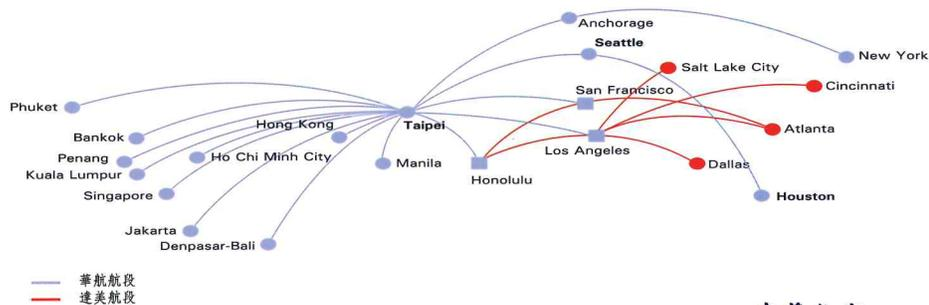 Anchorage
Seattle
New York
Salt Lake City
Cincinnati
San Francisco
Phuket
Hong Kong
Taipei
Atlanta
Bankok
Los Angeles
Penang
Ho Chi Minh City
Manila
Dallas
Kuala Lumpur
Honolulu
Singapore
Houston
Jakarta
Denpasar-Bali
華航航段
達美航段